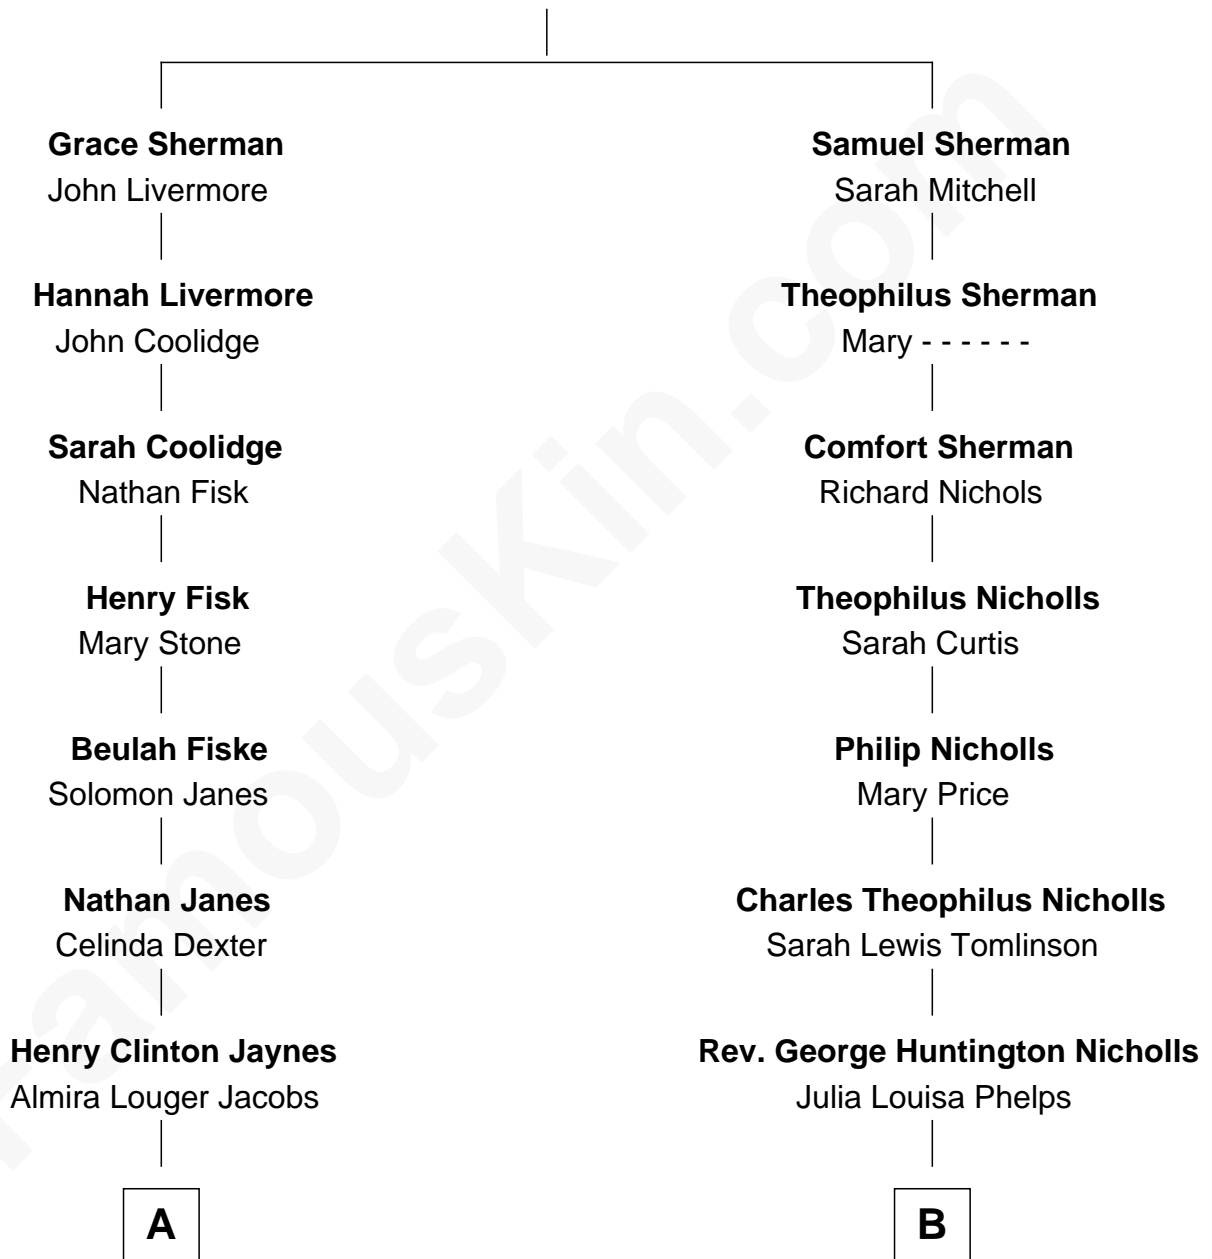 Grace Sherman
John Livermore
Hannah Livermore
John Coolidge
Sarah Coolidge
Nathan Fisk
Henry Fisk
Mary Stone
Beulah Fiske
Solomon Janes
Nathan Janes
Celinda Dexter
Henry Clinton Jaynes
Almira Louger Jacobs
A
Samuel Sherman
Sarah Mitchell
Theophilus Sherman
Mary - - - - - -
Comfort Sherman
Richard Nichols
Theophilus Nicholls
Sarah Curtis
Philip Nicholls
Mary Price
Charles Theophilus Nicholls
Sarah Lewis Tomlinson
Rev. George Huntington Nicholls
Julia Louisa Phelps
B
FamousKin.com